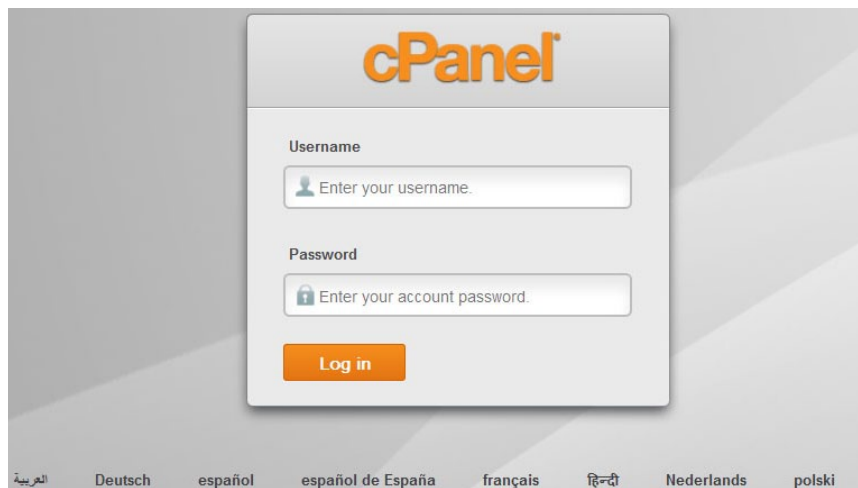 cPanel®
Username
Enter your username.
Password
Enter your account password.
Log in
العربية Deutsch español español de España français हिन्दी Nederlands polski